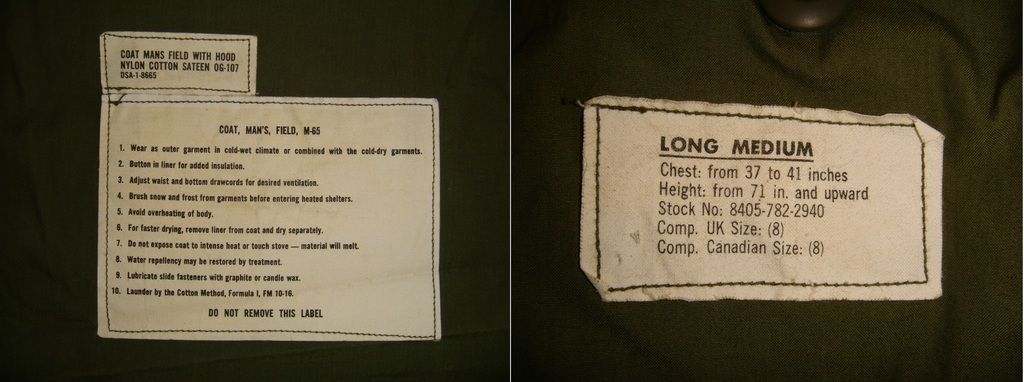 COAT MANS FIELD WITH HOOD
NYLON COTTON SATEEN OG-107
DSA-1-8665
COAT, MAN'S, FIELD, M-65
1. Wear as outer garment in cold-wet climate or combined with the cold-dry garments.
2. Button in liner for added insulation.
3. Adjust waist and bottom drawcords for desired ventilation.
4. Brush snow and frost from garments before entering heated shelters.
5. Avoid overheating of body.
6. For faster drying, remove liner from coat and dry separately.
7. Do not expose coat to intense heat or touch stove — material will melt.
8. Water repellency may be restored by treatment.
9. Lubricate slide fasteners with graphite or candle wax.
10. Launder by the Cotton Method, Formula I, FM 10-16.
DO NOT REMOVE THIS LABEL
LONG MEDIUM
Chest: from 37 to 41 inches
Height: from 71 in. and upward
Stock No: 8405-782-2940
Comp. UK Size: (8)
Comp. Canadian Size: (8)